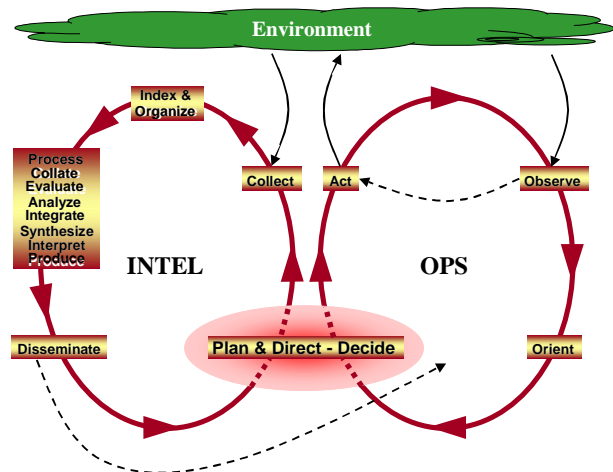 Environment
Index &
Organize
Process
Collate
Evaluate
Analyze
Integrate
Synthesize
Interpret
Produce
Collect
Act
Observe
INTEL
OPS
Disseminate
Plan & Direct - Decide
Orient